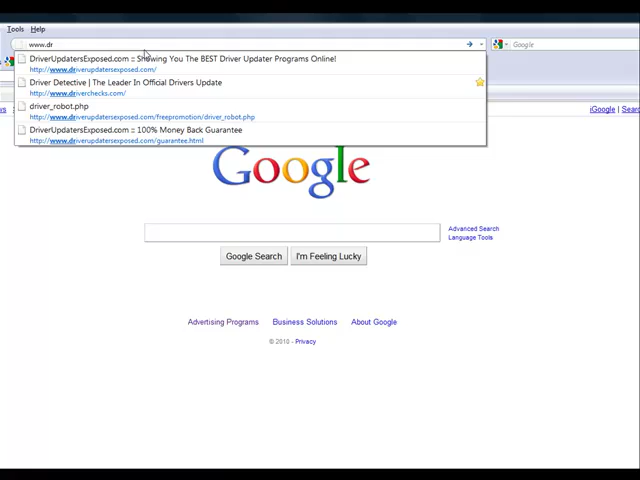 Tools Help
www.dr
Google
DriverUpdatersExposed.com :: Showing You The BEST Driver Updater Programs Online!
http://www.driverupdatersexposed.com/
Driver Detective | The Leader In Official Drivers Update
http://www.driverchecks.com/
driver_robot.php
http://www.driverupdatersexposed.com/freepromotion/driver_robot.php
DriverUpdatersExposed.com :: 100% Money Back Guarantee
http://www.driverupdatersexposed.com/guarantee.html
iGoogle | Searc
Google
Advanced Search
Language Tools
Google Search
I'm Feeling Lucky
Advertising Programs
Business Solutions
About Google
© 2010 - Privacy